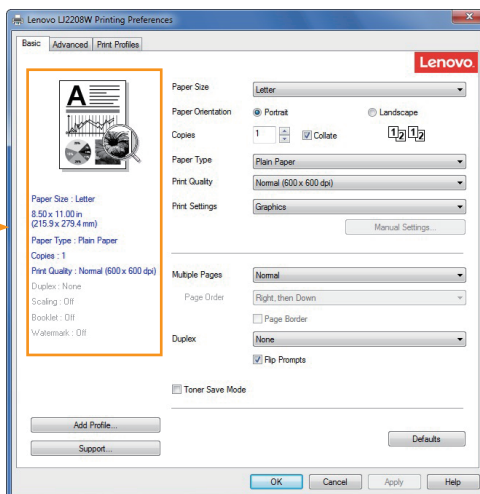 Lenovo LJ2208W Printing Preferences
Basic Advanced Print Profiles
Lenovo
A
Paper Size : Letter
8.50 x 11.00 in
(215.9 x 279.4 mm)
Paper Type : Plain Paper
Copies : 1
Print Quality : Normal (600 x 600 dpi)
Duplex : None
Scaling : Off
Booklet : Off
Watermark : Off
Add Profile...
Support...
Paper Size Letter
Paper Orientation Portrait Landscape
Copies 1 Collate 1 2 1 2
Paper Type Plain Paper
Print Quality Normal (600 x 600 dpi)
Print Settings Graphics
Manual Settings...
Multiple Pages Normal
Page Order Right, then Down
Page Border
Duplex None
Flip Prompts
Toner Save Mode
Defaults
OK Cancel Apply Help